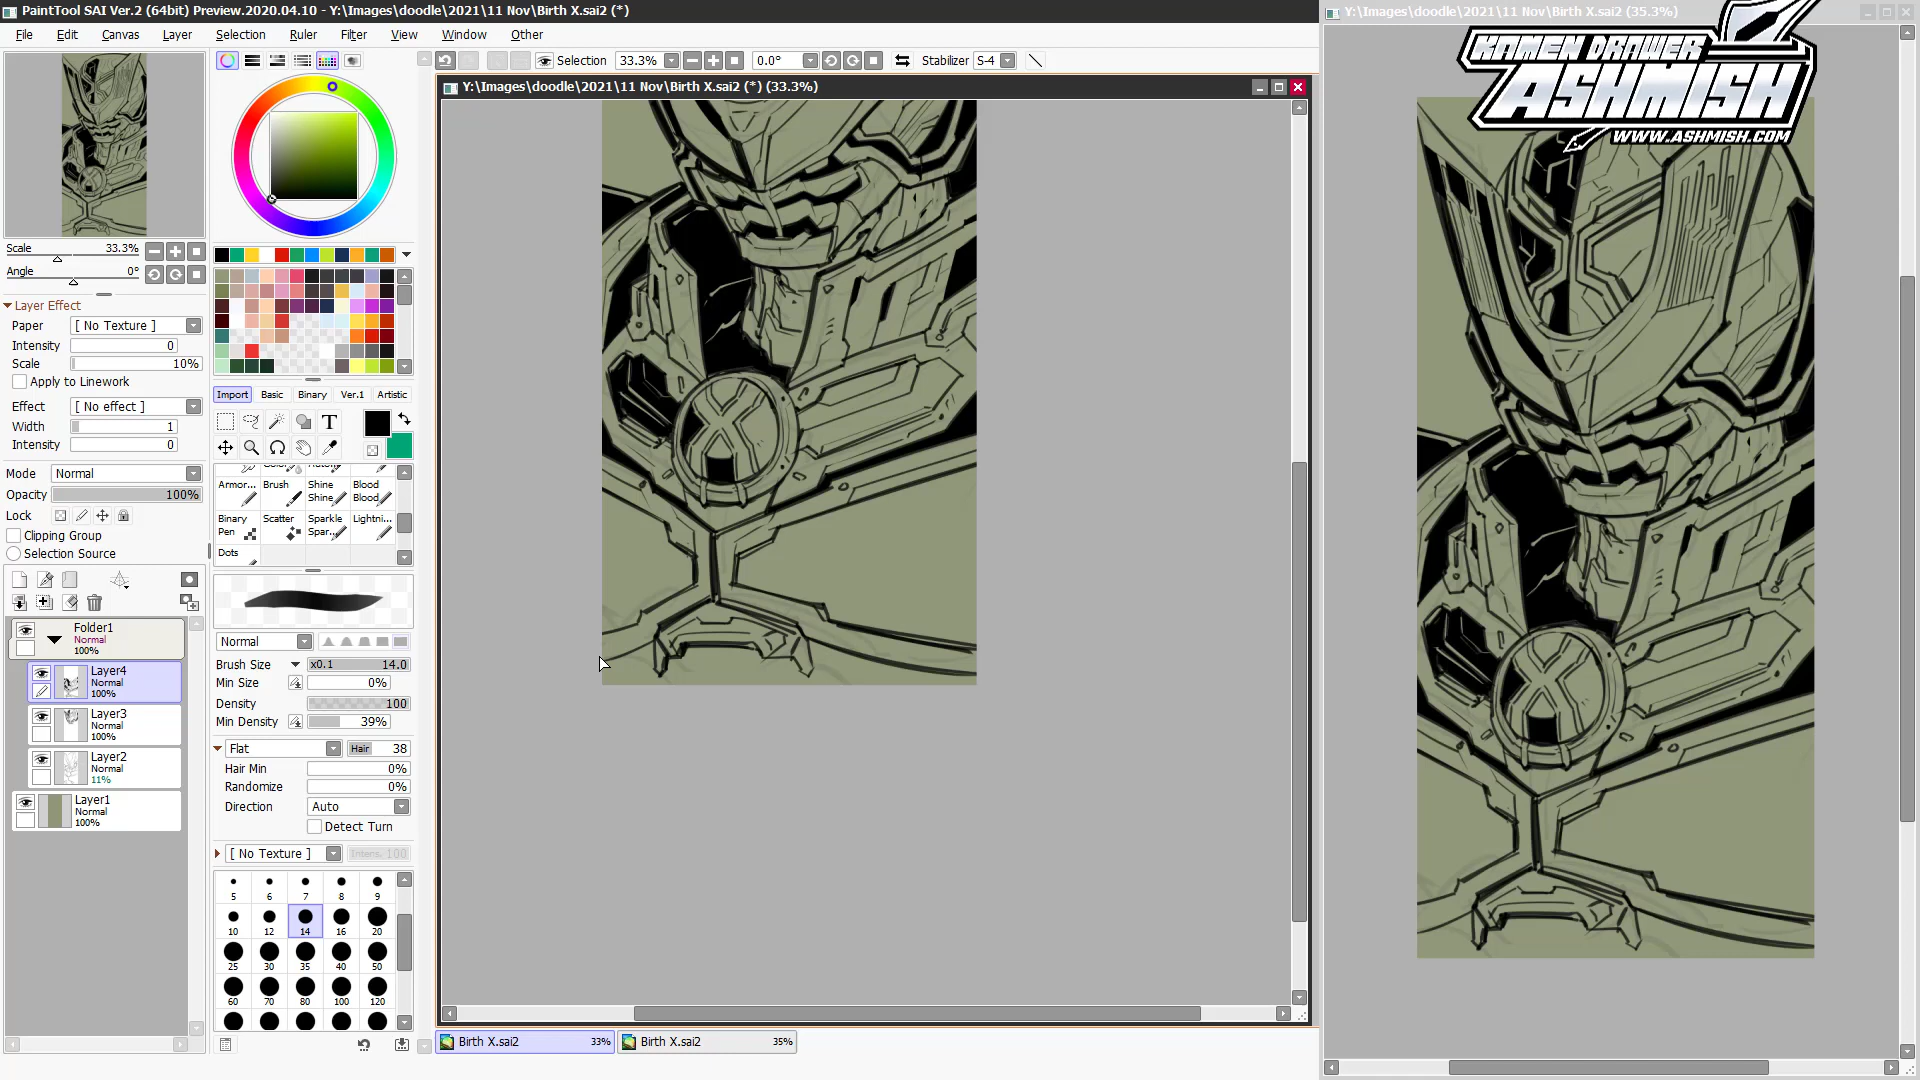 PaintTool SAI Ver.2 (64bit) Preview.2020.04.10 - Y:\Images\doodle\2021\11 Nov\Birth X.sai2 (*)
Y:\Images\doodle\2021\11 Nov\Birth X.sai2 (35.3%)
File Edit Canvas Layer Selection Ruler Filter View Window Other
KAMEN DRAWER
ASHMISH
WWW.ASHMISH.COM
Selection 33.3% 0.0° Stabilizer S-4
Y:\Images\doodle\2021\11 Nov\Birth X.sai2 (*) (33.3%)
Scale 33.3%
Angle 0°
Layer Effect
Paper [ No Texture ]
Intensity 0
Scale 10%
Apply to Linework
Effect [ No effect ]
Width 1
Intensity 0
Mode Normal
Opacity 100%
Lock
Clipping Group
Selection Source
Folder1
Normal
100%
Layer4
Normal
100%
Layer3
Normal
100%
Layer2
Normal
11%
Layer1
Normal
100%
Import Basic Binary Ver.1 Artistic
T
Armor... Brush Shine Blood
Shine Blood
Binary Scatter Sparkle Lightni...
Pen Spar...
Dots
Normal
Brush Size x0.1 14.0
Min Size 0%
Density 100
Min Density 39%
Flat Hair 38
Hair Min 0%
Randomize 0%
Direction Auto
Detect Turn
[ No Texture ] Intens. 100
5 6 7 8 9
10 12 14 16 20
25 30 35 40 50
60 70 80 100 120
Birth X.sai2 33% Birth X.sai2 35%